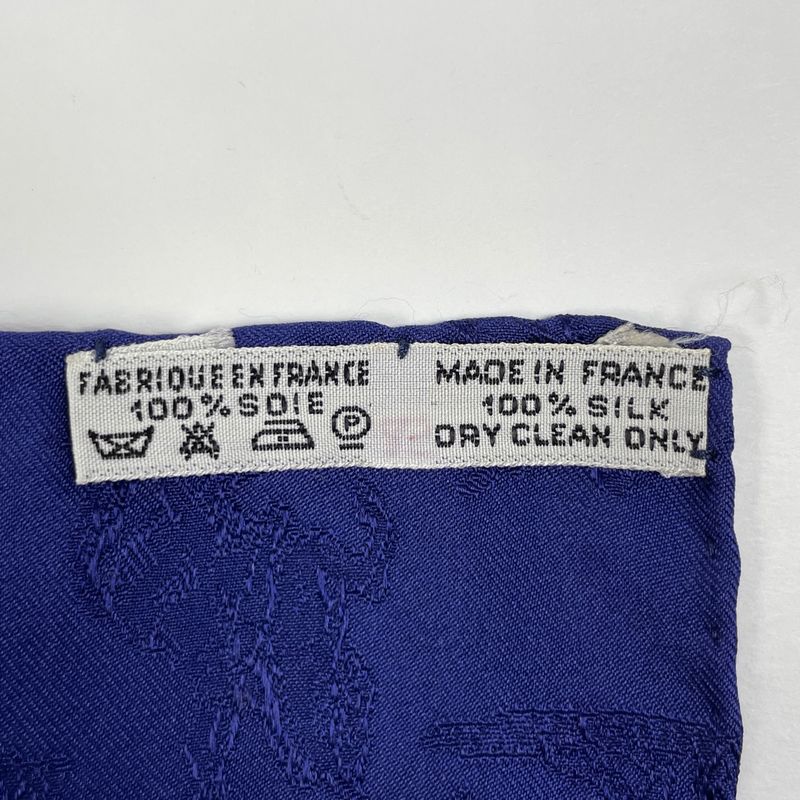 FABRIQUE EN FRANCE
100% SOIE
P
MADE IN FRANCE
100% SILK
DRY CLEAN ONLY